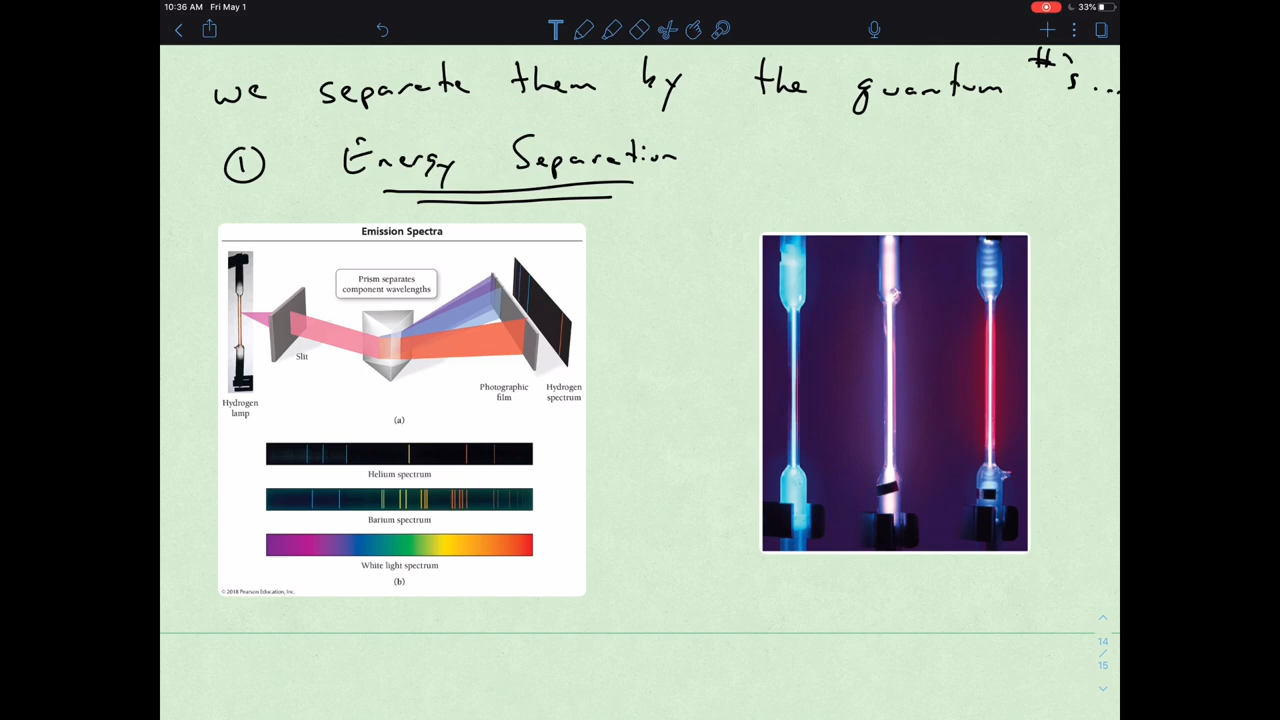 10:36 AM Fri May 1
33%
T
we separate them by the quantum #'s...
1 Energy Separation
Emission Spectra
Prism separates
component wavelengths
Slit
Hydrogen
lamp
Photographic
film
Hydrogen
spectrum
(a)
Helium spectrum
Barium spectrum
White light spectrum
(b)
© 2018 Pearson Education, Inc.
14
/
15